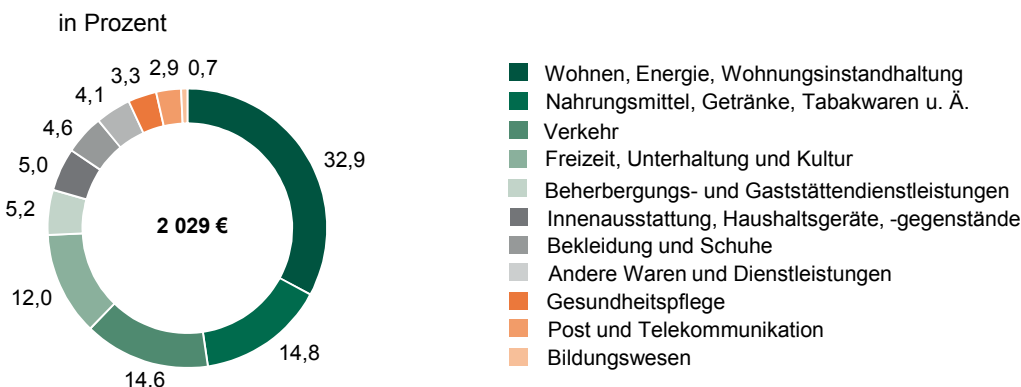 in Prozent
32,9
14,8
14,6
12,0
5,2
5,0
4,6
4,1
3,3
2,9
0,7
2 029 €
Wohnen, Energie, Wohnungsinstandhaltung
Nahrungsmittel, Getränke, Tabakwaren u. Ä.
Verkehr
Freizeit, Unterhaltung und Kultur
Beherbergungs- und Gaststättendienstleistungen
Innenausstattung, Haushaltsgeräte, -gegenstände
Bekleidung und Schuhe
Andere Waren und Dienstleistungen
Gesundheitspflege
Post und Telekommunikation
Bildungswesen